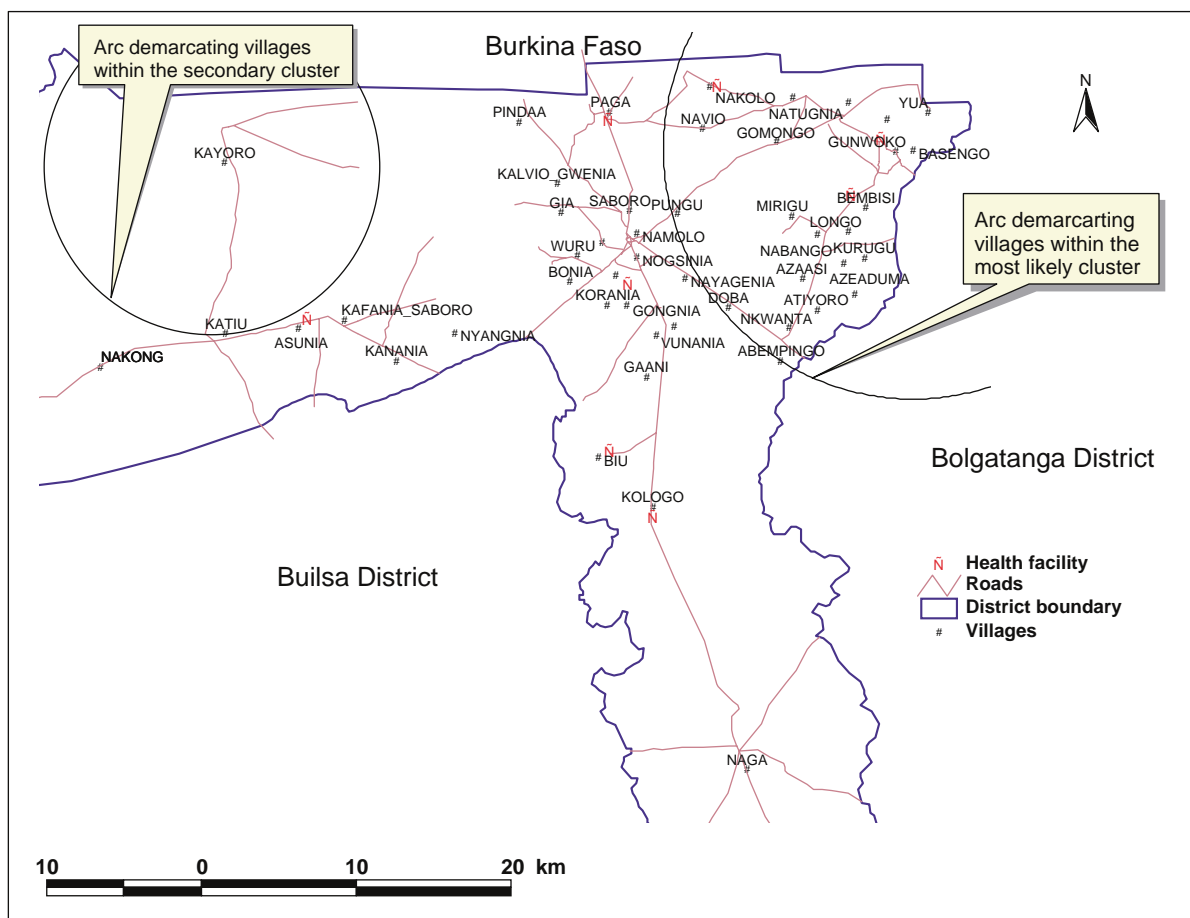 Arc demarcating villages
within the secondary cluster
Burkina Faso
N
Ñ
NAKOLO
YUA
PAGA
NATUGNIA
PINDAA
Ñ
NAVIO
GOMONGO
Ñ
GUNWOKO
BASENGO
KAYORO
KALVIO_GWENIA
Ñ
BEMBISI
GIA
SABORO
PUNGU
MIRIGU
LONGO
Arc demarcarting
villages within the
most likely cluster
NAMOLO
WURU
NABANGO
KURUGU
NOGSINIA
BONIA
NAYAGENIA
AZAASI
AZEADUMA
Ñ
KORANIA
DOBA
ATIYORO
KAFANIA_SABORO
GONGNIA
NKWANTA
KATIU
Ñ
ASUNIA
NYANGNIA
VUNANIA
KANANIA
ABEMPINGO
NAKONG
GAANI
Ñ
BIU
Bolgatanga District
KOLOGO
Ñ
Builsa District
Ñ Health facility
Roads
District boundary
# Villages
NAGA
10 0 10 20 km